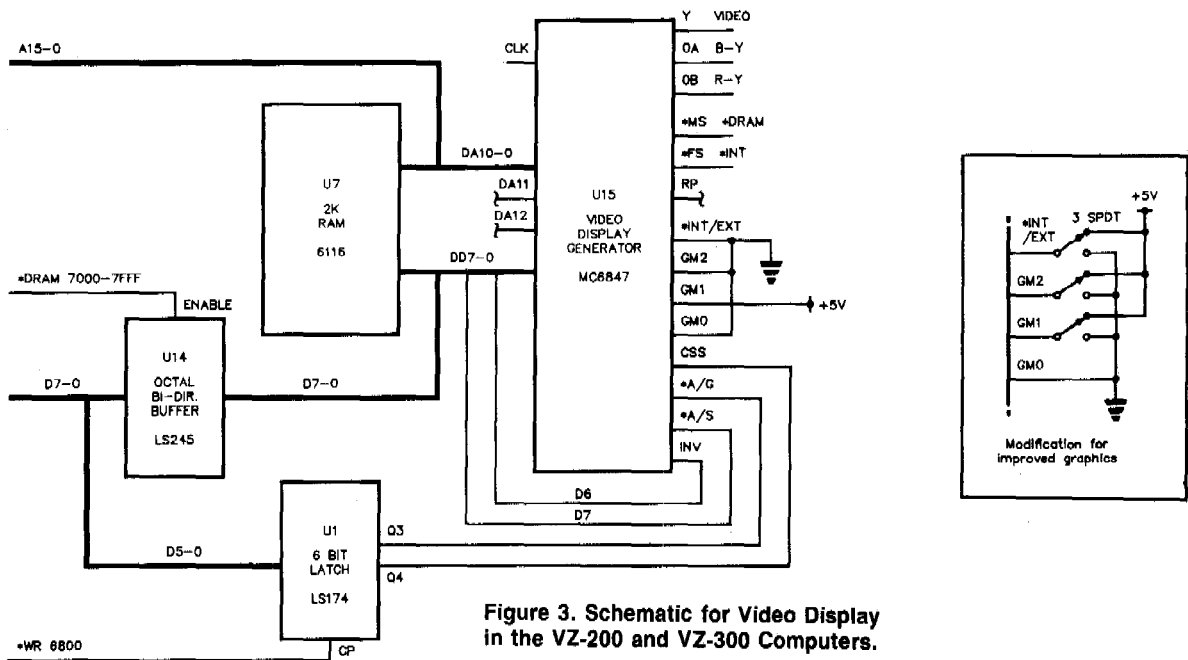 A15-0
CLK
Y VIDEO
0A B-Y
0B R-Y
*MS *DRAM
*FS *INT
RP
*INT/EXT
GM2
GM1
+5V
GM0
CSS
*A/G
*A/S
INV
U7
2K
RAM
6116
DA10-0
DA11
DA12
DD7-0
U15
VIDEO
DISPLAY
GENERATOR
MC6847
*DRAM 7000-7FFF
ENABLE
U14
OCTAL
BI-DIR.
BUFFER
LS245
D7-0
D7-0
D6
D7
U1
6 BIT
LATCH
LS174
D5-0
Q3
Q4
*WR 6800
CP
+5V
3 SPDT
*INT
/EXT
GM2
GM1
GM0
Modification for
improved graphics
Figure 3. Schematic for Video Display
in the VZ-200 and VZ-300 Computers.